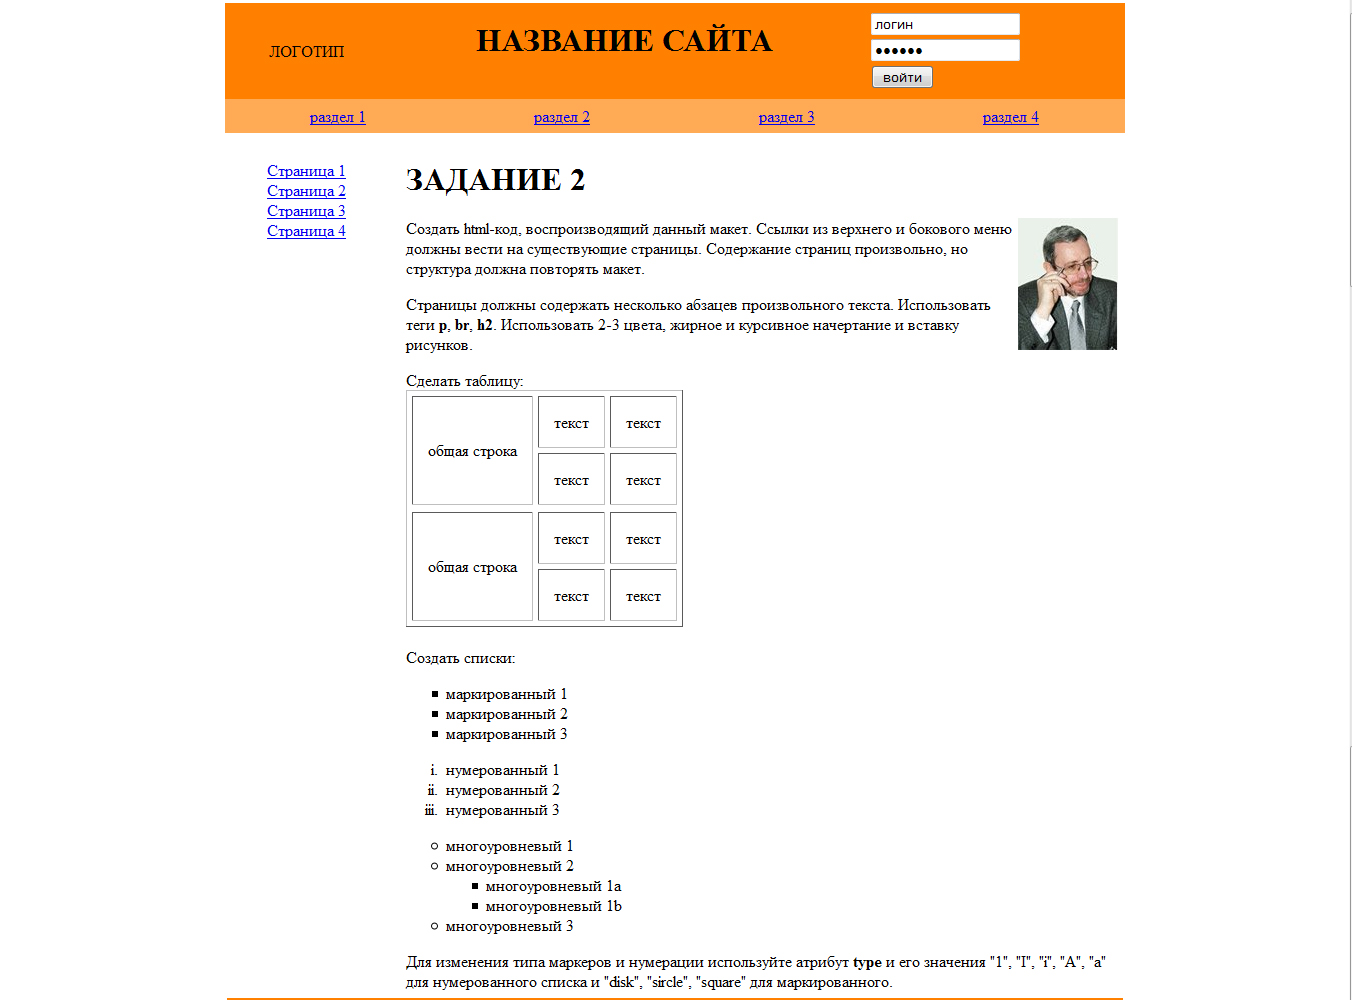 ЛОГОТИП
НАЗВАНИЕ САЙТА
логин
••••••
войти
раздел 1 раздел 2 раздел 3 раздел 4
Страница 1
Страница 2
Страница 3
Страница 4
ЗАДАНИЕ 2
Создать html-код, воспроизводящий данный макет. Ссылки из верхнего и бокового меню
должны вести на существующие страницы. Содержание страниц произвольно, но
структура должна повторять макет.
Страницы должны содержать несколько абзацев произвольного текста. Использовать
теги p, br, h2. Использовать 2-3 цвета, жирное и курсивное начертание и вставку
рисунков.
Сделать таблицу:
общая строка
текст текст
текст текст
общая строка
текст текст
текст текст
Создать списки:
маркированный 1
маркированный 2
маркированный 3
i. нумерованный 1
ii. нумерованный 2
iii. нумерованный 3
многоуровневый 1
многоуровневый 2
многоуровневый 1a
многоуровневый 1b
многоуровневый 3
Для изменения типа маркеров и нумерации используйте атрибут type и его значения "1", "I", "i", "A", "a"
для нумерованного списка и "disk", "sircle", "square" для маркированного.